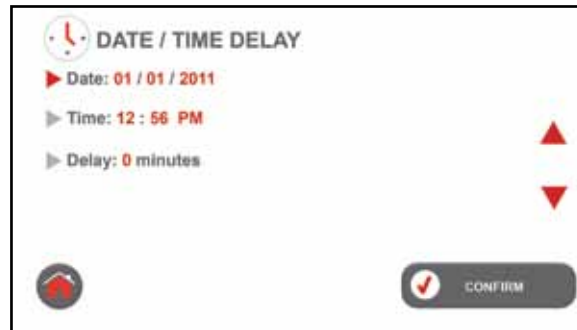 DATE / TIME DELAY
Date: 01 / 01 / 2011
Time: 12 : 56 PM
Delay: 0 minutes
CONFIRM